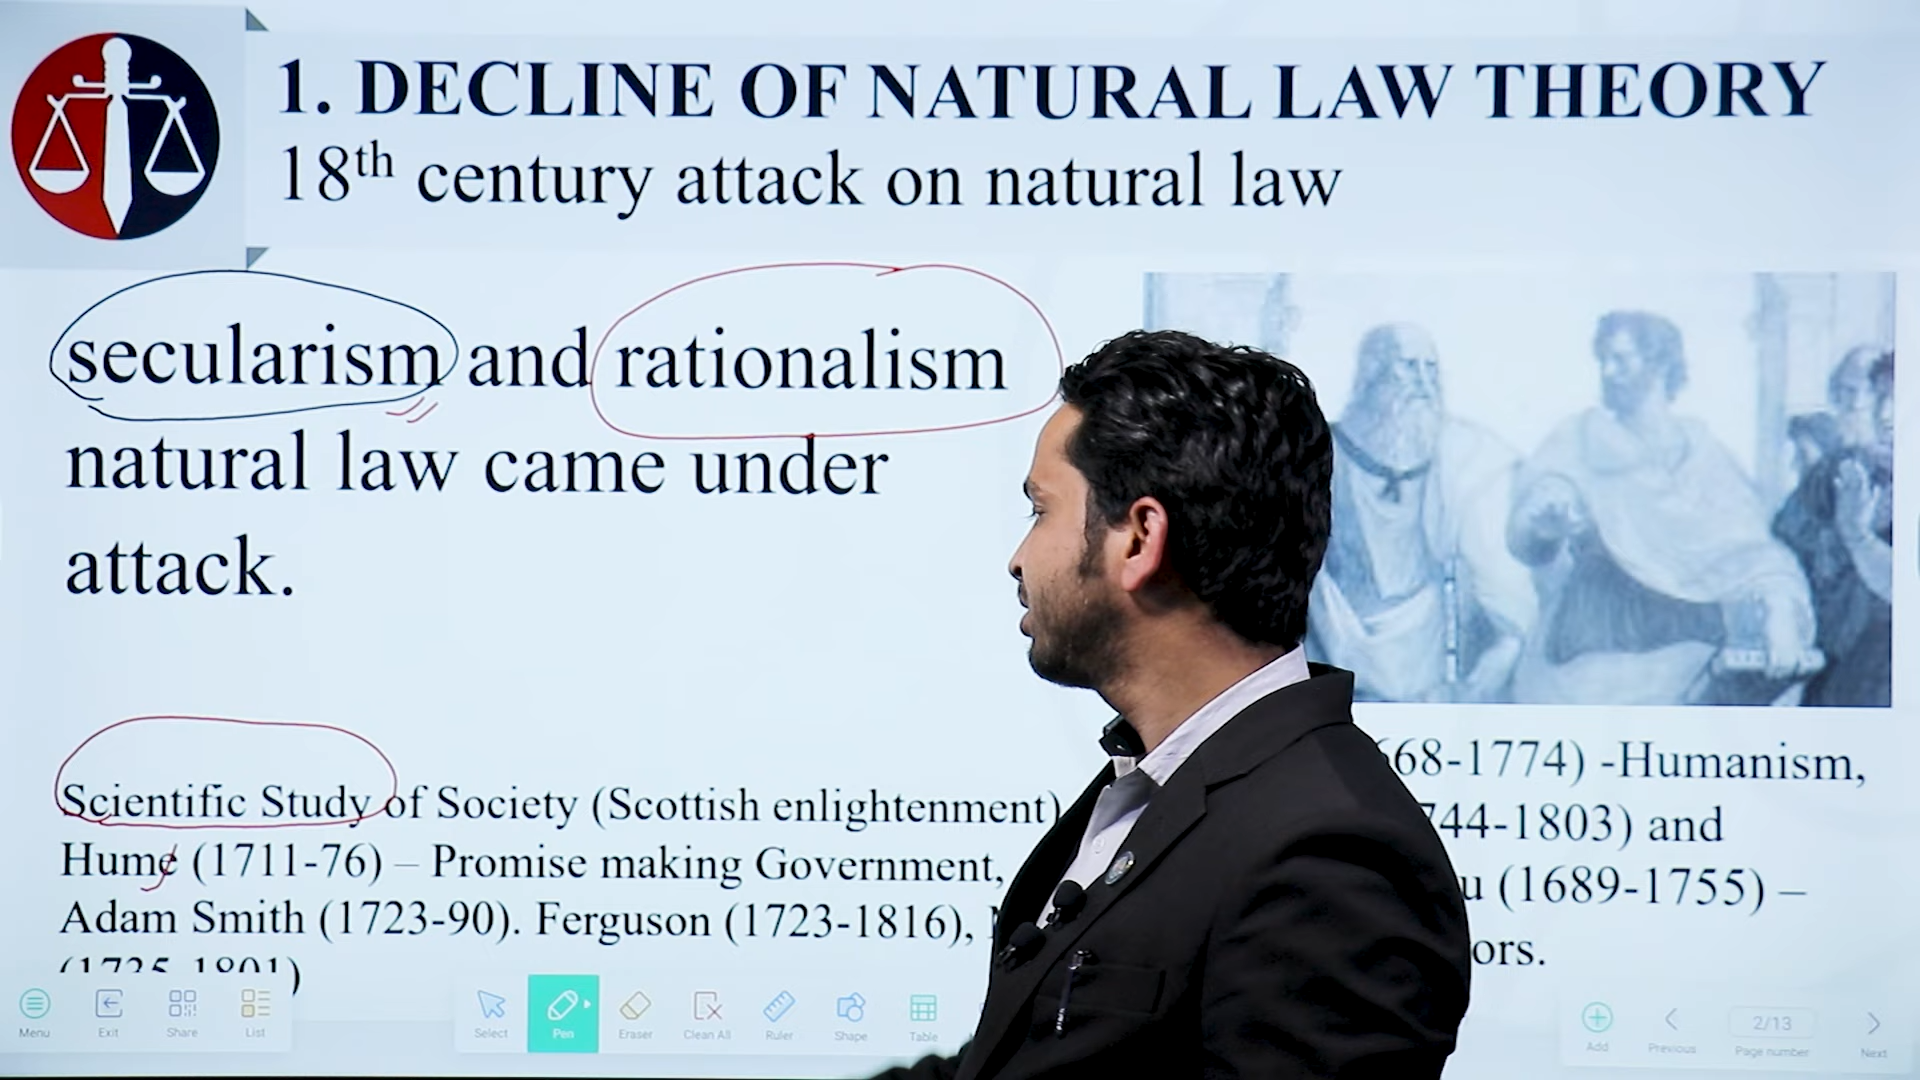 1. DECLINE OF NATURAL LAW THEORY
18th century attack on natural law
secularism and rationalism
natural law came under
attack.
Scientific Study of Society (Scottish enlightenment)
Hume (1711-76) – Promise making Government,
Adam Smith (1723-90). Ferguson (1723-1816),
(1735-1801)
68-1774) -Humanism,
44-1803) and
u (1689-1755) –
ors.
Menu Exit Share List Select Pen Eraser Clean All Ruler Shape Table Add Previous 2/13 Page number Next